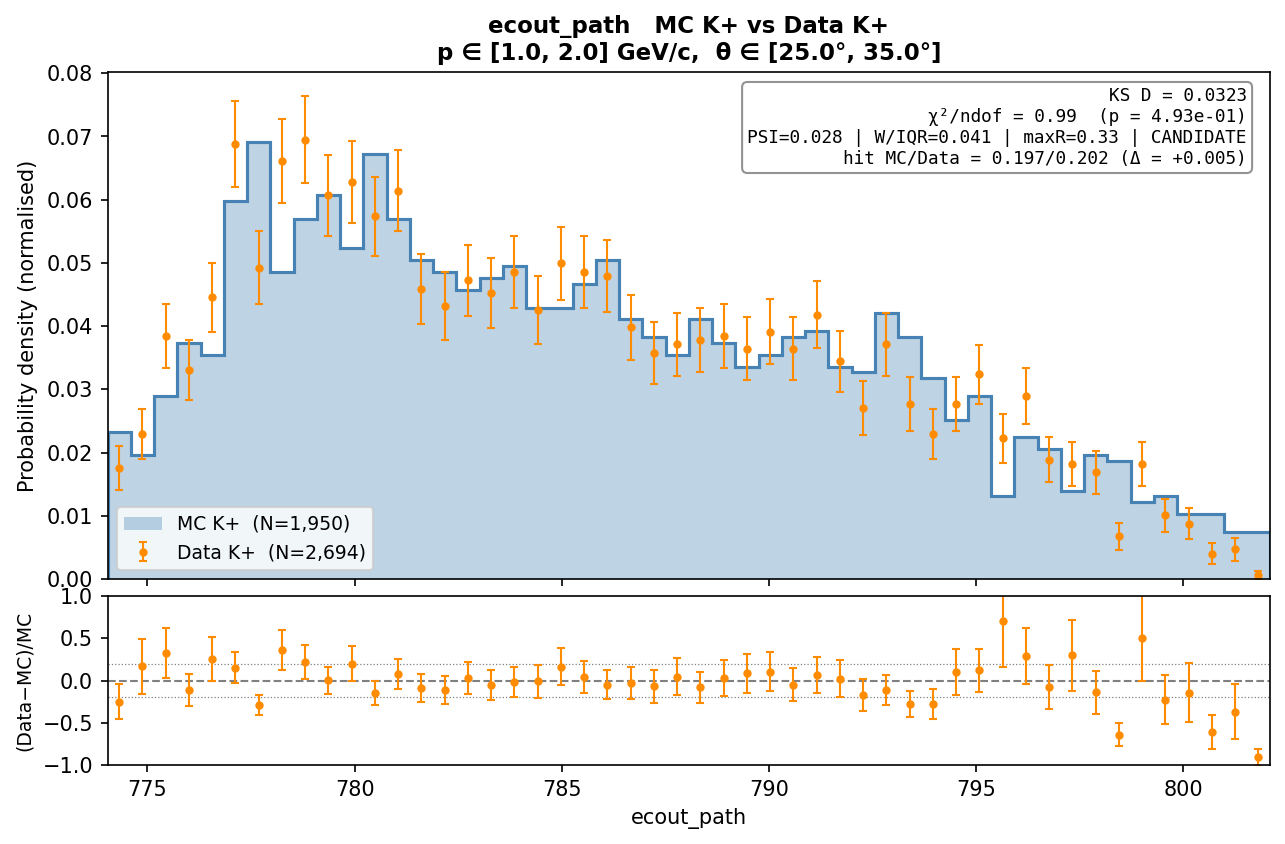 ecout_path   MC K+ vs Data K+
p ∈ [1.0, 2.0] GeV/c,  θ ∈ [25.0°, 35.0°]
Probability density (normalised)
0.08
0.07
0.06
0.05
0.04
0.03
0.02
0.01
0.00
KS D = 0.0323
χ²/ndof = 0.99  (p = 4.93e-01)
PSI=0.028 | W/IQR=0.041 | maxR=0.33 | CANDIDATE
hit MC/Data = 0.197/0.202 (Δ = +0.005)
MC K+  (N=1,950)
Data K+  (N=2,694)
(Data−MC)/MC
1.0
0.5
0.0
−0.5
−1.0
775 780 785 790 795 800
ecout_path